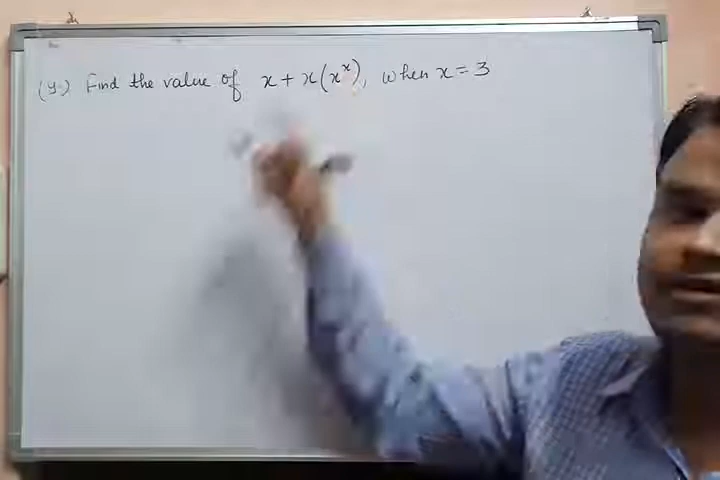 (4.) Find the value of x + x(xˣ), when x = 3